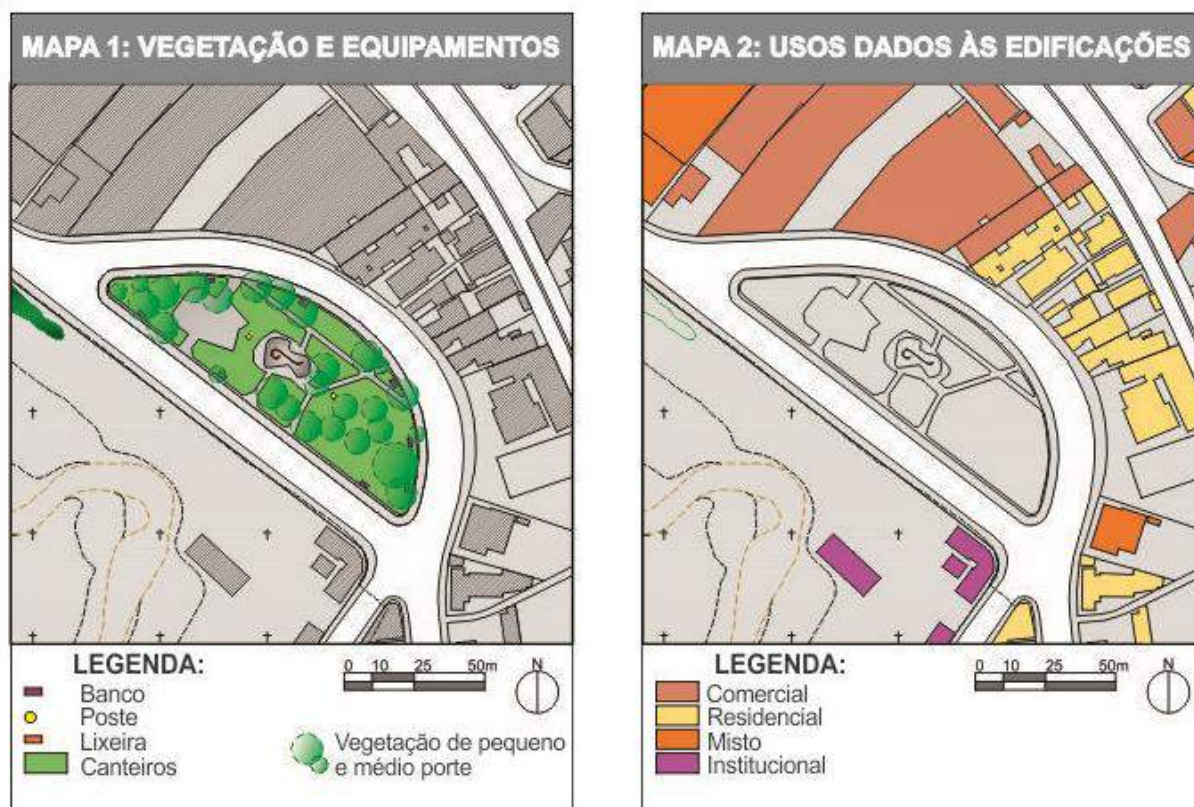 MAPA 1: VEGETAÇÃO E EQUIPAMENTOS
LEGENDA:
Banco
Poste
Lixeira
Canteiros
0 10 25 50m
N
Vegetação de pequeno
e médio porte
MAPA 2: USOS DADOS ÀS EDIFICAÇÕES
LEGENDA:
Comercial
Residencial
Misto
Institucional
0 10 25 50m
N